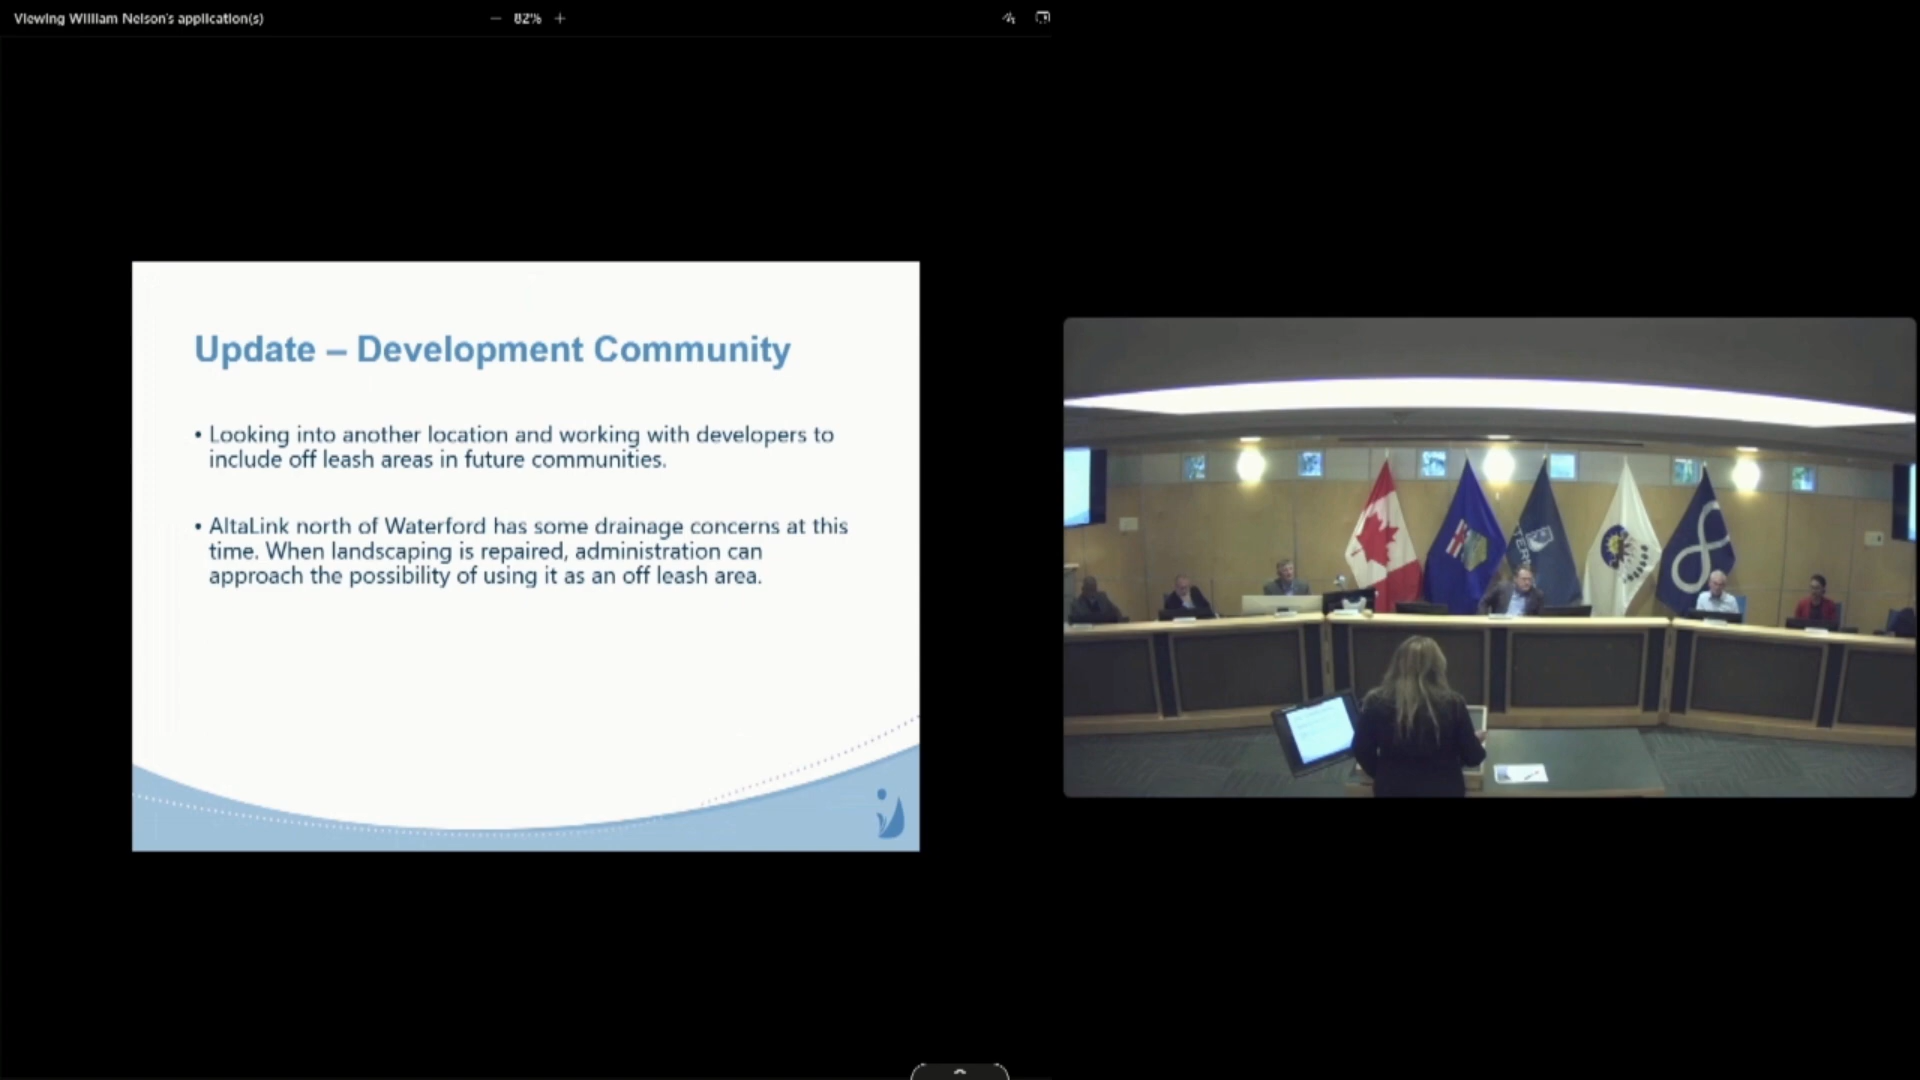 Viewing William Nelson's application(s)
82%
Update – Development Community
• Looking into another location and working with developers to
include off leash areas in future communities.
• AltaLink north of Waterford has some drainage concerns at this
time. When landscaping is repaired, administration can
approach the possibility of using it as an off leash area.